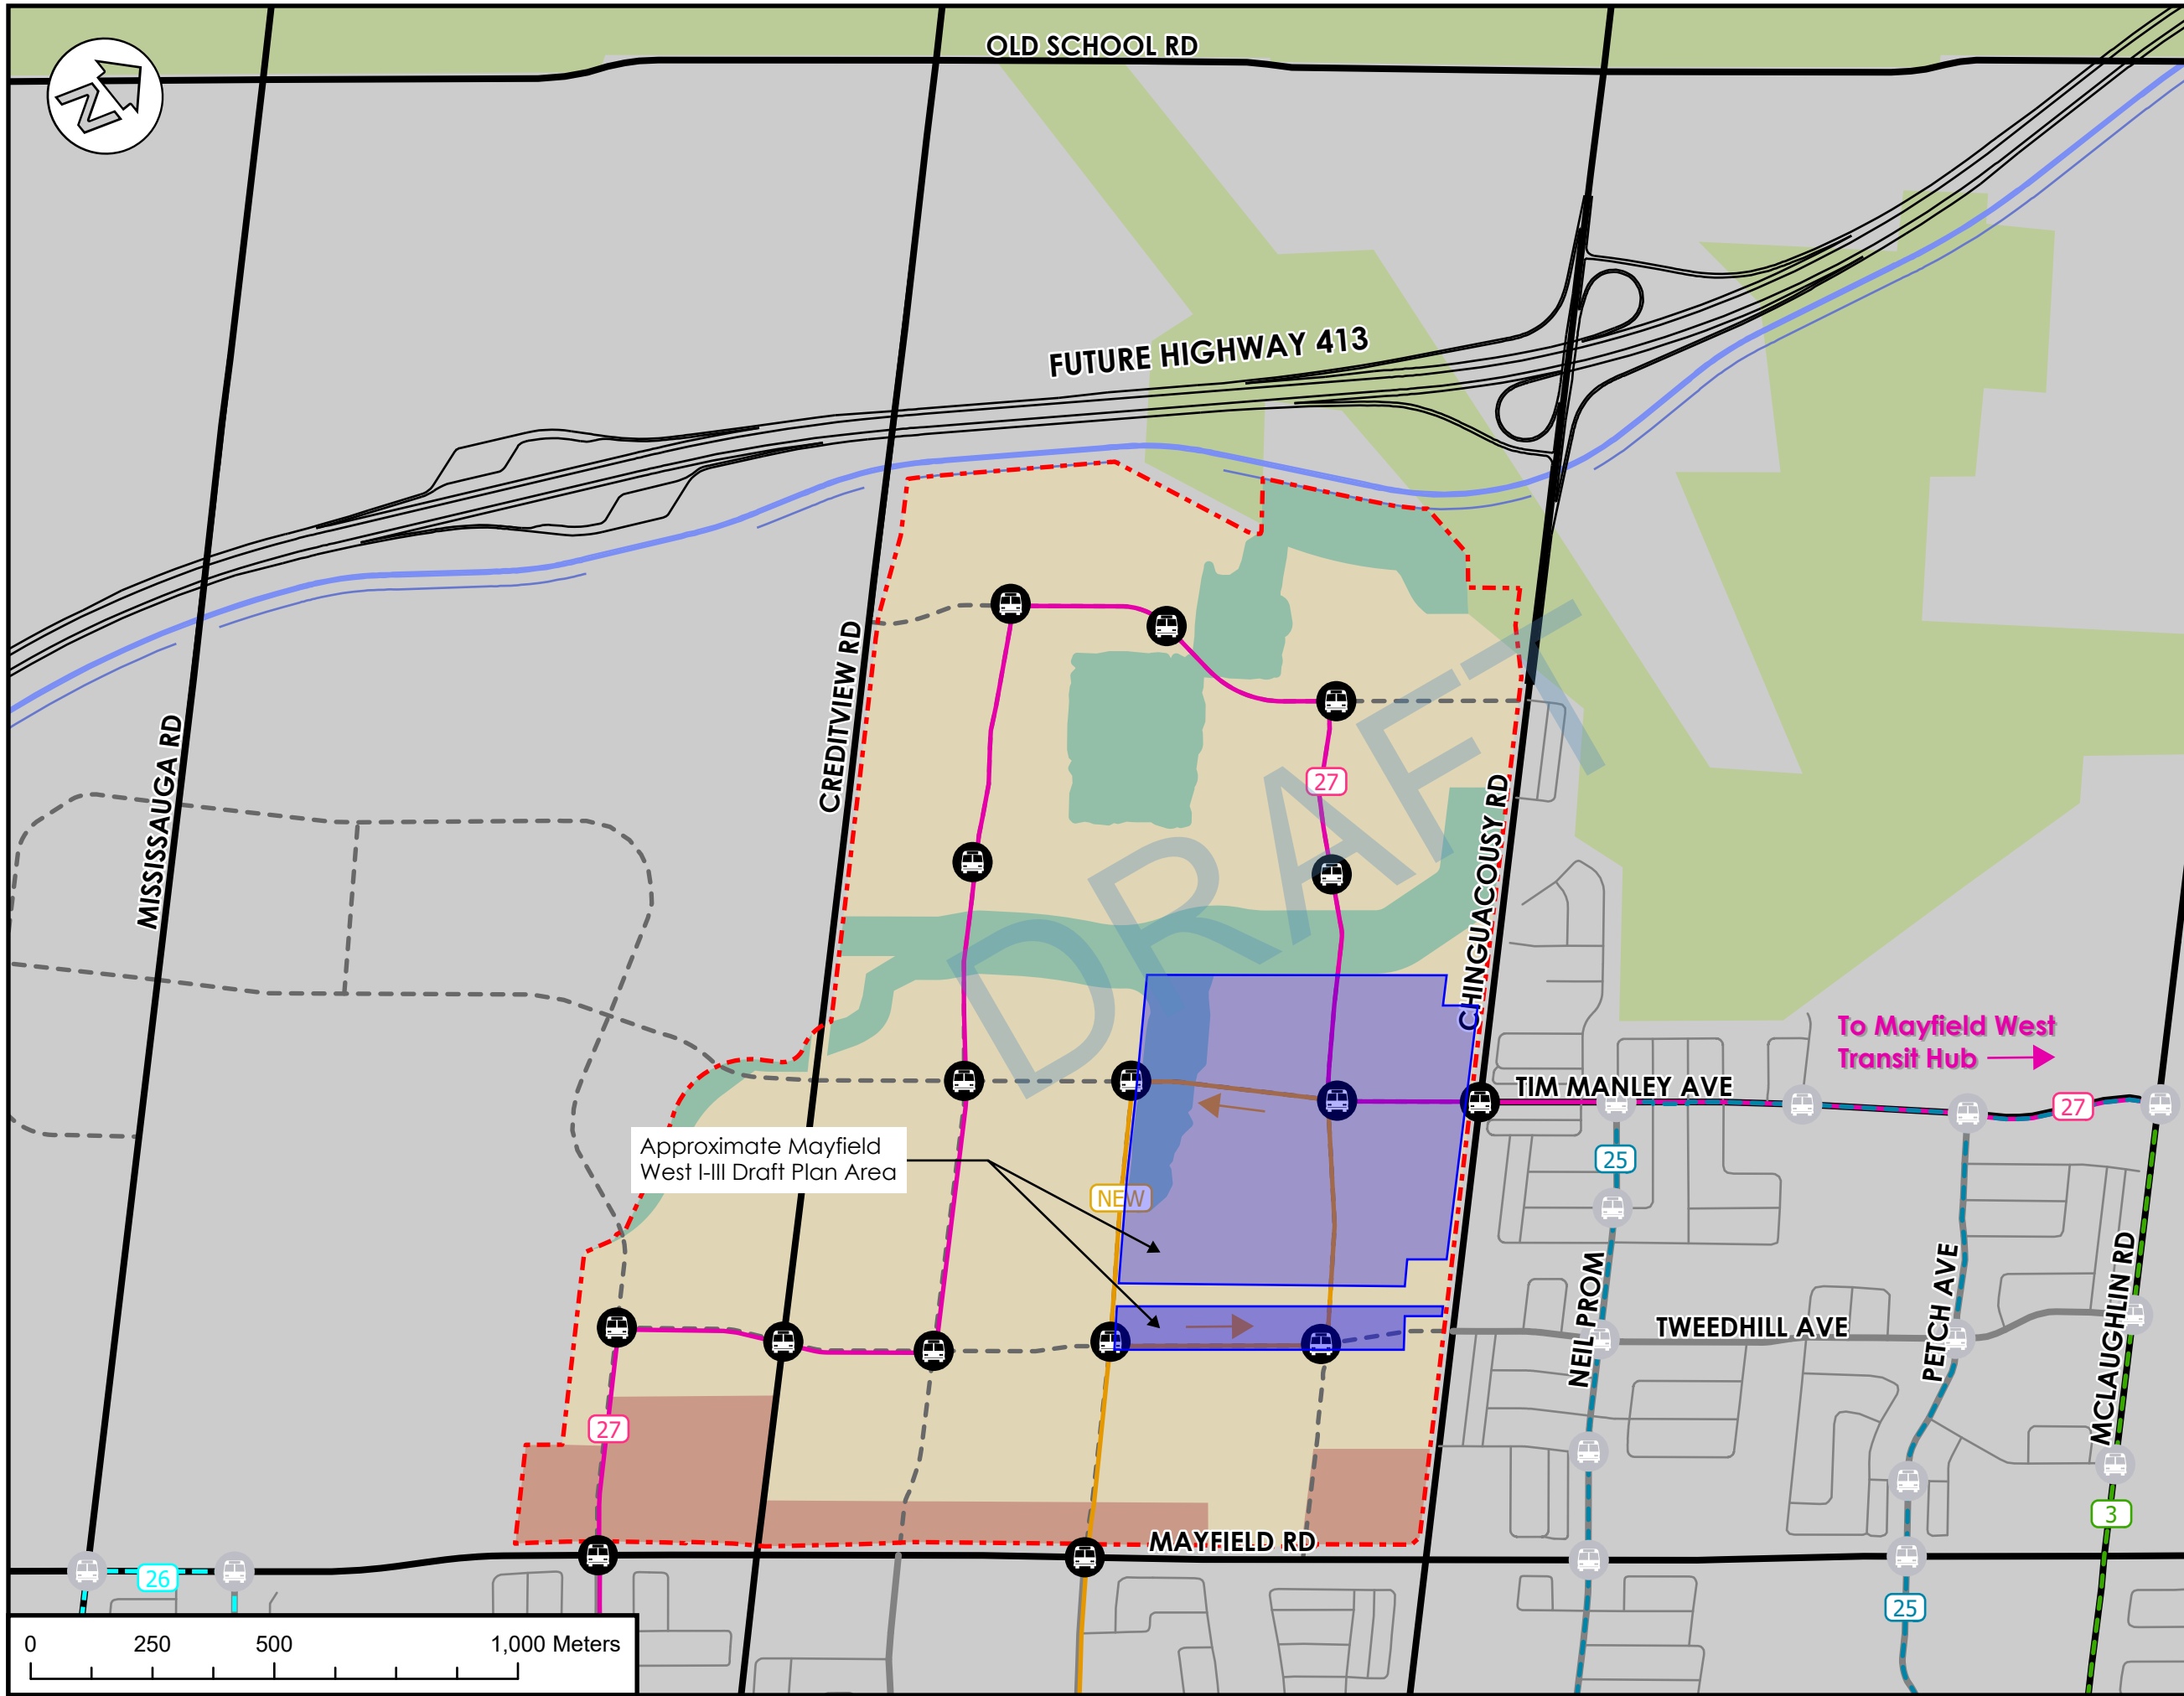 OLD SCHOOL RD
N
FUTURE HIGHWAY 413
CREDITVIEW RD
MISSISSAUGA RD
27
CHINGUACOUSY RD
DRAFT
To Mayfield West
Transit Hub
TIM MANLEY AVE
27
Approximate Mayfield
West I-III Draft Plan Area
25
NEW
NEIL PROM
TWEEDHILL AVE
PETCH AVE
MCLAUGHLIN RD
27
3
MAYFIELD RD
26
25
0 250 500 1,000 Meters